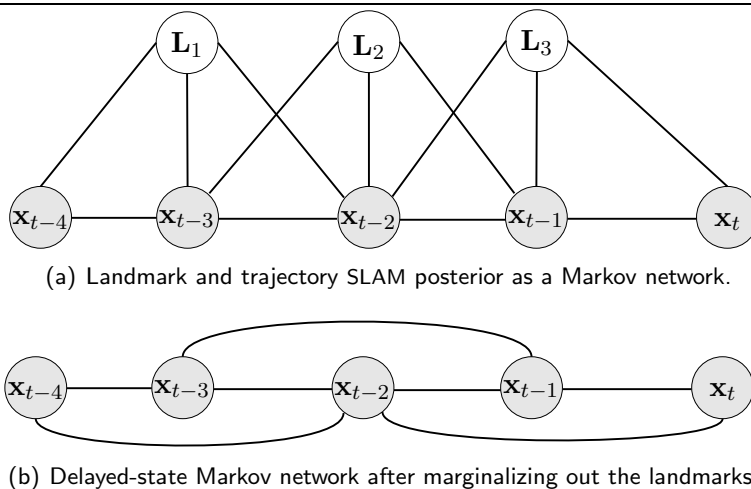 L₁ L₂ L₃
xₜ₋₄ xₜ₋₃ xₜ₋₂ xₜ₋₁ xₜ
(a) Landmark and trajectory SLAM posterior as a Markov network.
xₜ₋₄ xₜ₋₃ xₜ₋₂ xₜ₋₁ xₜ
(b) Delayed-state Markov network after marginalizing out the landmarks